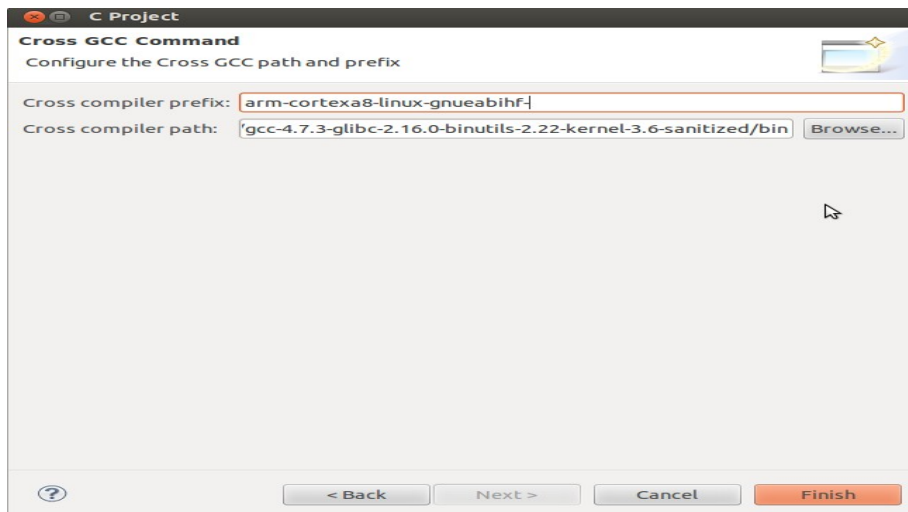 C Project
Cross GCC Command
Configure the Cross GCC path and prefix
Cross compiler prefix: arm-cortexa8-linux-gnueabihf-
Cross compiler path: /gcc-4.7.3-glibc-2.16.0-binutils-2.22-kernel-3.6-sanitized/bin Browse...
? < Back Next > Cancel Finish